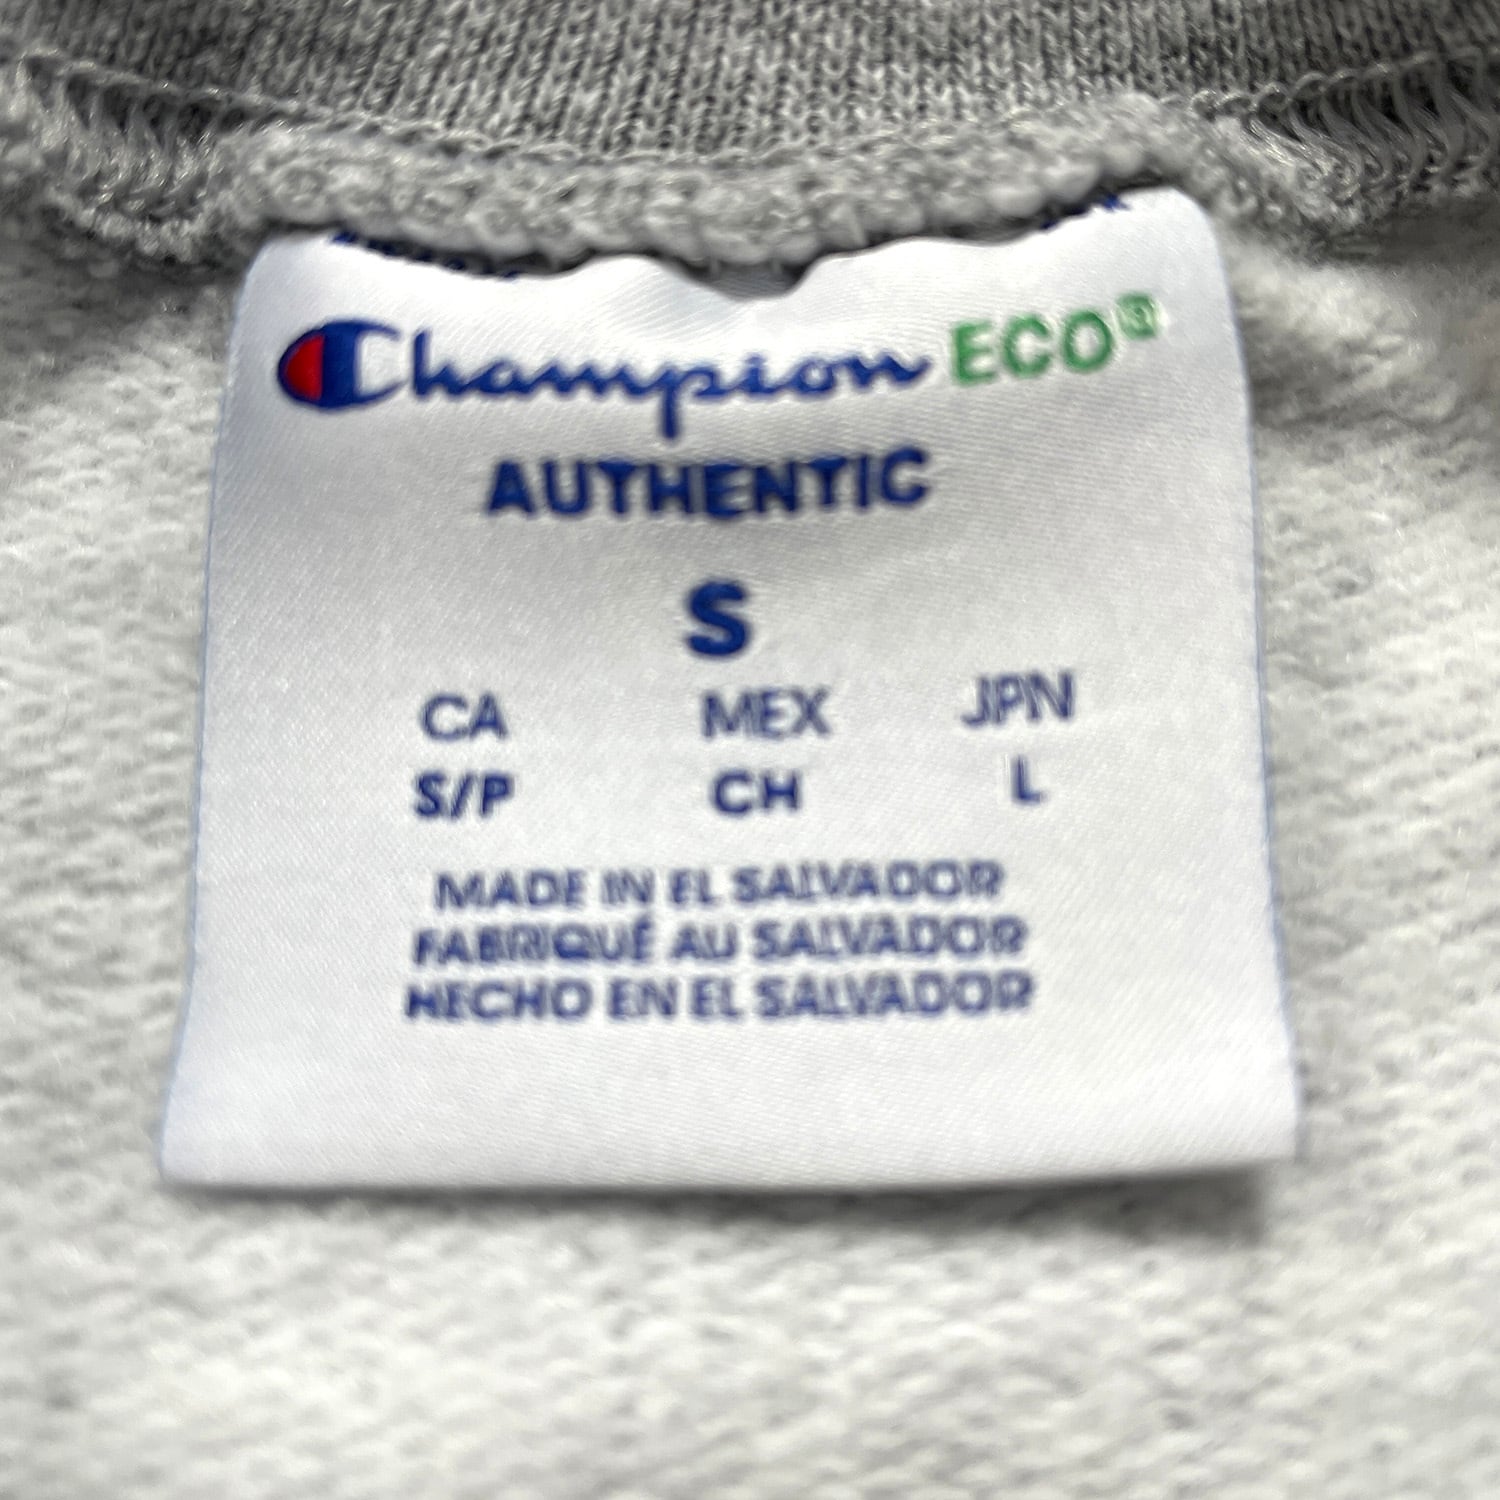 Champion ECO®
AUTHENTIC
S
CA MEX JPN
S/P CH L
MADE IN EL SALVADOR
FABRIQUÉ AU SALVADOR
HECHO EN EL SALVADOR